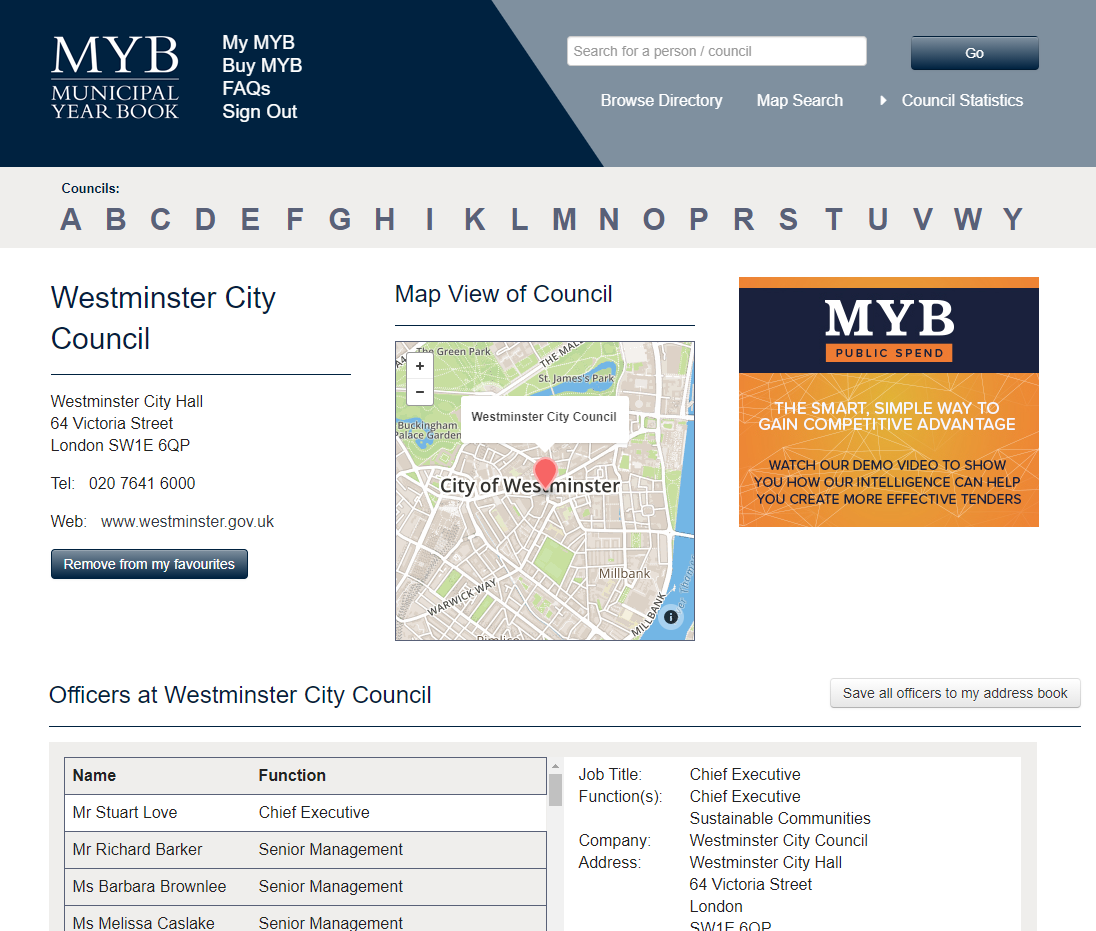 MYB
MUNICIPAL
YEAR BOOK
My MYB
Buy MYB
FAQs
Sign Out
Search for a person / council
Go
Browse Directory
Map Search
Council Statistics
Councils:
A B C D E F G H I K L M N O P R S T U V W Y
Westminster City
Council
Westminster City Hall
64 Victoria Street
London SW1E 6QP
Tel: 020 7641 6000
Web: www.westminster.gov.uk
Remove from my favourites
Map View of Council
+
−
The Green Park
THE MALL
St. James's Park
Westminster City Council
Buckingham
Palace Garden
City of Westminster
Millbank
WARWICK WAY
MILLBANK
Pimlico
MYB
PUBLIC SPEND
THE SMART, SIMPLE WAY TO
GAIN COMPETITIVE ADVANTAGE
WATCH OUR DEMO VIDEO TO SHOW
YOU HOW OUR INTELLIGENCE CAN HELP
YOU CREATE MORE EFFECTIVE TENDERS
Officers at Westminster City Council
Save all officers to my address book
Name Function
Mr Stuart Love Chief Executive
Mr Richard Barker Senior Management
Ms Barbara Brownlee Senior Management
Ms Melissa Caslake Senior Management
Job Title: Chief Executive
Function(s): Chief Executive
Sustainable Communities
Company: Westminster City Council
Address: Westminster City Hall
64 Victoria Street
London
SW1E 6QP